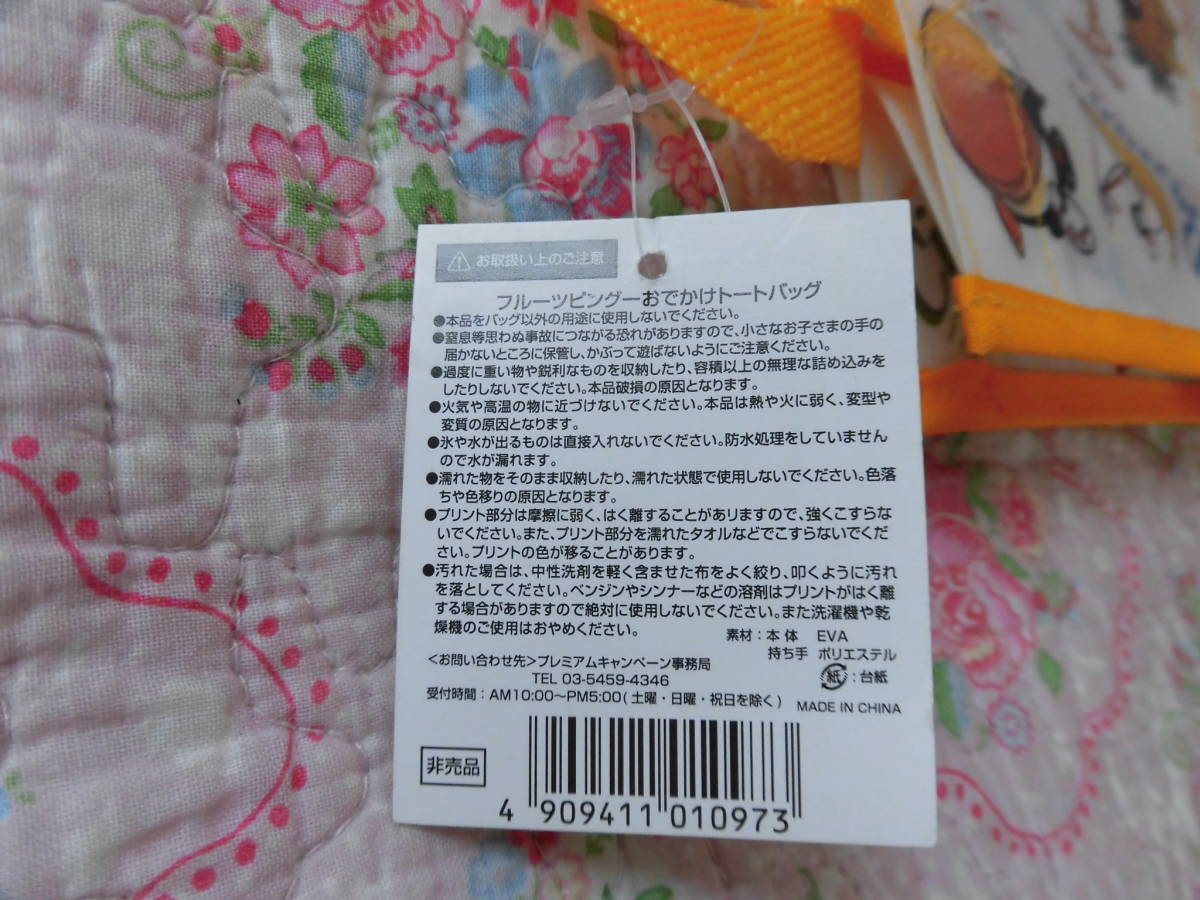 ⚠ お取扱い上のご注意
フルーツピングーおでかけトートバッグ
●本品をバッグ以外の用途に使用しないでください。
●窒息等思わぬ事故につながる恐れがありますので、小さなお子さまの手の
届かないところに保管し、かぶって遊ばないようにご注意ください。
●過度に重い物や鋭利なものを収納したり、容積以上の無理な詰め込みを
したりしないでください。本品破損の原因となります。
●火気や高温の物に近づけないでください。本品は熱や火に弱く、変型や
変質の原因となります。
●氷や水が出るものは直接入れないでください。防水処理をしていません
ので水が漏れます。
●濡れた物をそのまま収納したり、濡れた状態で使用しないでください。色落
ちや色移りの原因となります。
●プリント部分は摩擦に弱く、はく離することがありますので、強くこすらな
いでください。また、プリント部分を濡れたタオルなどでこすらないでくだ
さい。プリントの色が移ることがあります。
●汚れた場合は、中性洗剤を軽く含ませた布をよく絞り、叩くように汚れ
を落としてください。ベンジンやシンナーなどの溶剤はプリントがはく離
する場合がありますので絶対に使用しないでください。また洗濯機や乾
燥機のご使用はおやめください。
素材：本体 EVA
持ち手 ポリエステル
<お問い合わせ先>プレミアムキャンペーン事務局
TEL 03-5459-4346
紙：台紙
受付時間：AM10:00~PM5:00(土曜・日曜・祝日を除く)
MADE IN CHINA
非売品
4 909411 010973